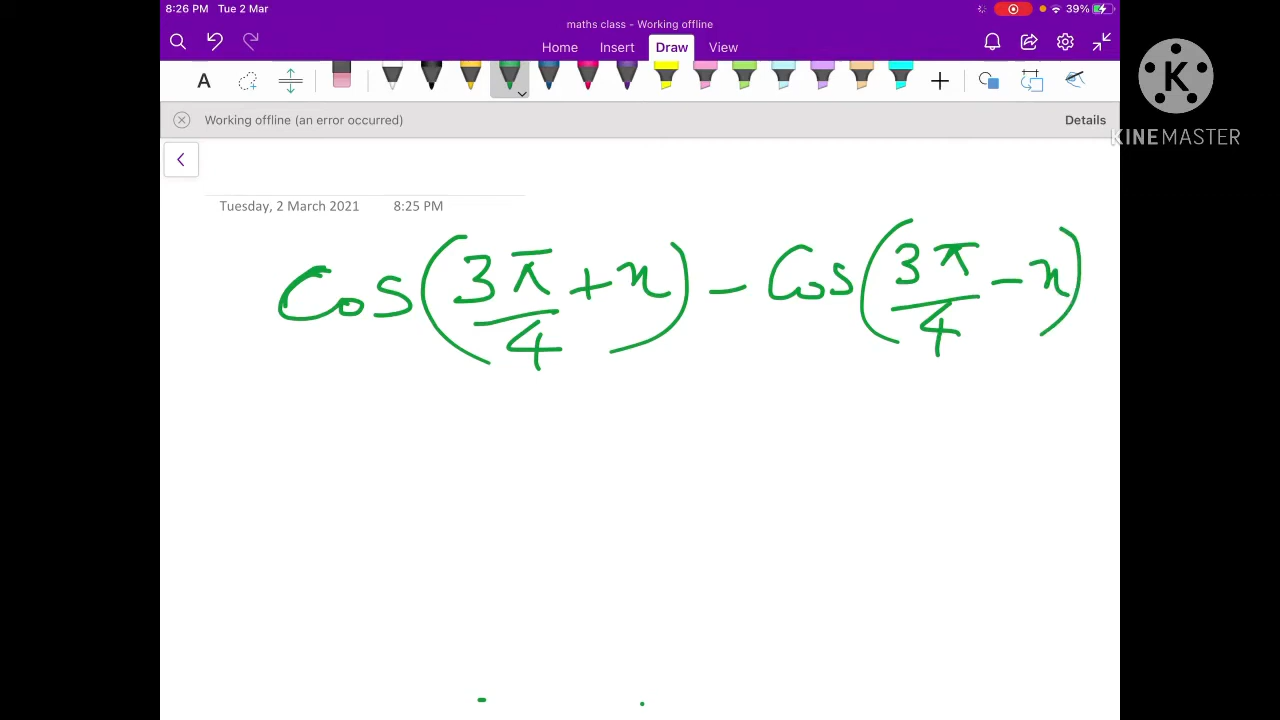 8:26 PM Tue 2 Mar 39%
maths class - Working offline
Home Insert Draw View
A
Working offline (an error occurred) Details
K
KINEMASTER
Tuesday, 2 March 2021 8:25 PM
Cos(3π/4 + x) - Cos(3π/4 - x)